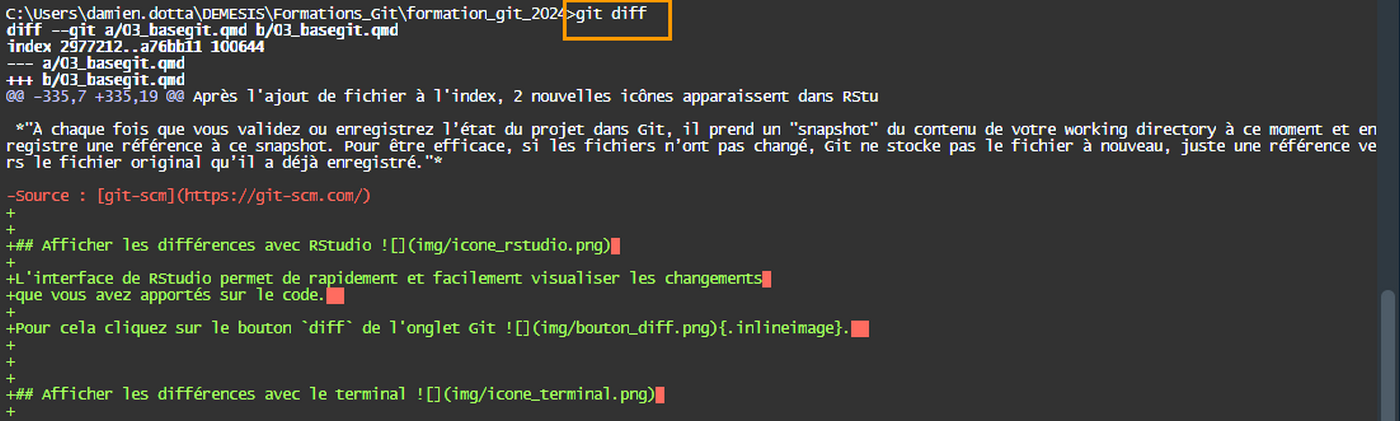 C:\Users\damien.dotta\DEMESIS\Formations_Git\formation_git_2024>git diff
diff --git a/03_basegit.qmd b/03_basegit.qmd
index 2977212..a76bb11 100644
--- a/03_basegit.qmd
+++ b/03_basegit.qmd
@@ -335,7 +335,19 @@ Après l'ajout de fichier à l'index, 2 nouvelles icônes apparaissent dans RStu
 *"À chaque fois que vous validez ou enregistrez l’état du projet dans Git, il prend un "snapshot" du contenu de votre working directory à ce moment et en
registre une référence à ce snapshot. Pour être efficace, si les fichiers n’ont pas changé, Git ne stocke pas le fichier à nouveau, juste une référence ve
rs le fichier original qu’il a déjà enregistré."*
-Source : [git-scm](https://git-scm.com/)
+
+
+## Afficher les différences avec RStudio ![](img/icone_rstudio.png)
+
+L'interface de RStudio permet de rapidement et facilement visualiser les changements
+que vous avez apportés sur le code.
+
+Pour cela cliquez sur le bouton `diff` de l'onglet Git ![](img/bouton_diff.png){.inlineimage}.
+
+
+
+## Afficher les différences avec le terminal ![](img/icone_terminal.png)
+